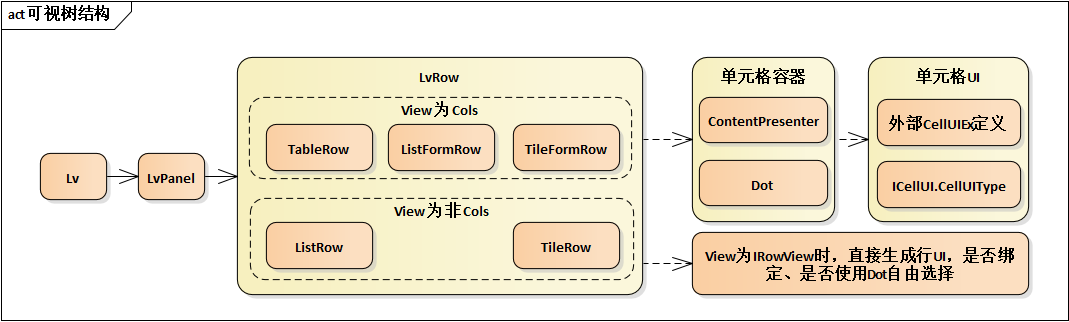 act 可视树结构
Lv
LvPanel
LvRow
View为 Cols
TableRow
ListFormRow
TileFormRow
View为非Cols
ListRow
TileRow
单元格容器
ContentPresenter
Dot
单元格UI
外部CellUIEx定义
ICellUI.CellUIType
View为IRowView时，直接生成行UI，是否绑
定、是否使用Dot自由选择